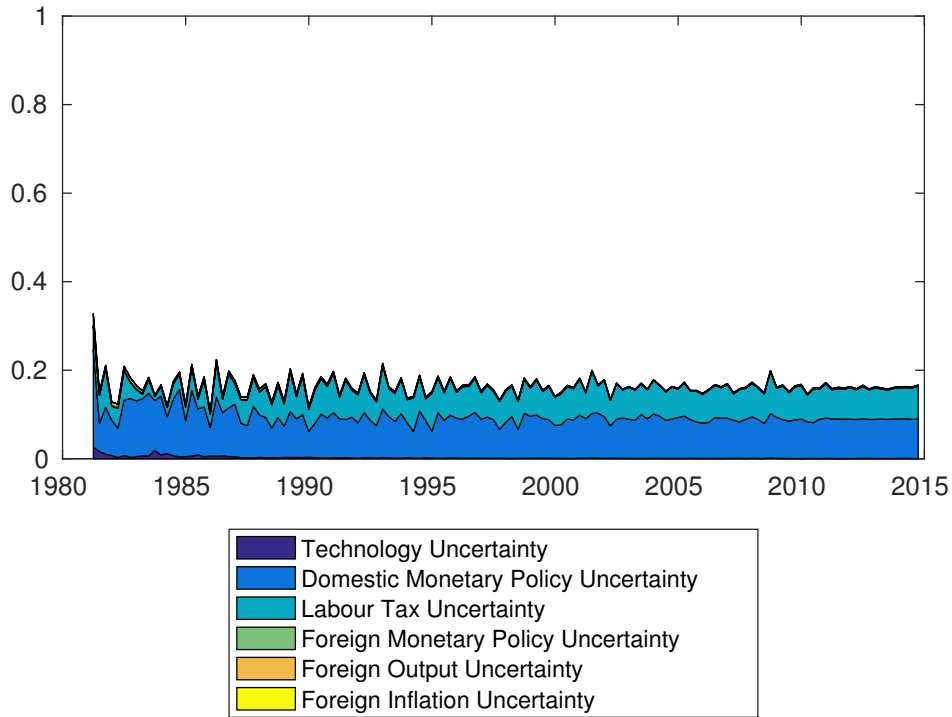 1
0.8
0.6
0.4
0.2
0
1980 1985 1990 1995 2000 2005 2010 2015
Technology Uncertainty
Domestic Monetary Policy Uncertainty
Labour Tax Uncertainty
Foreign Monetary Policy Uncertainty
Foreign Output Uncertainty
Foreign Inflation Uncertainty